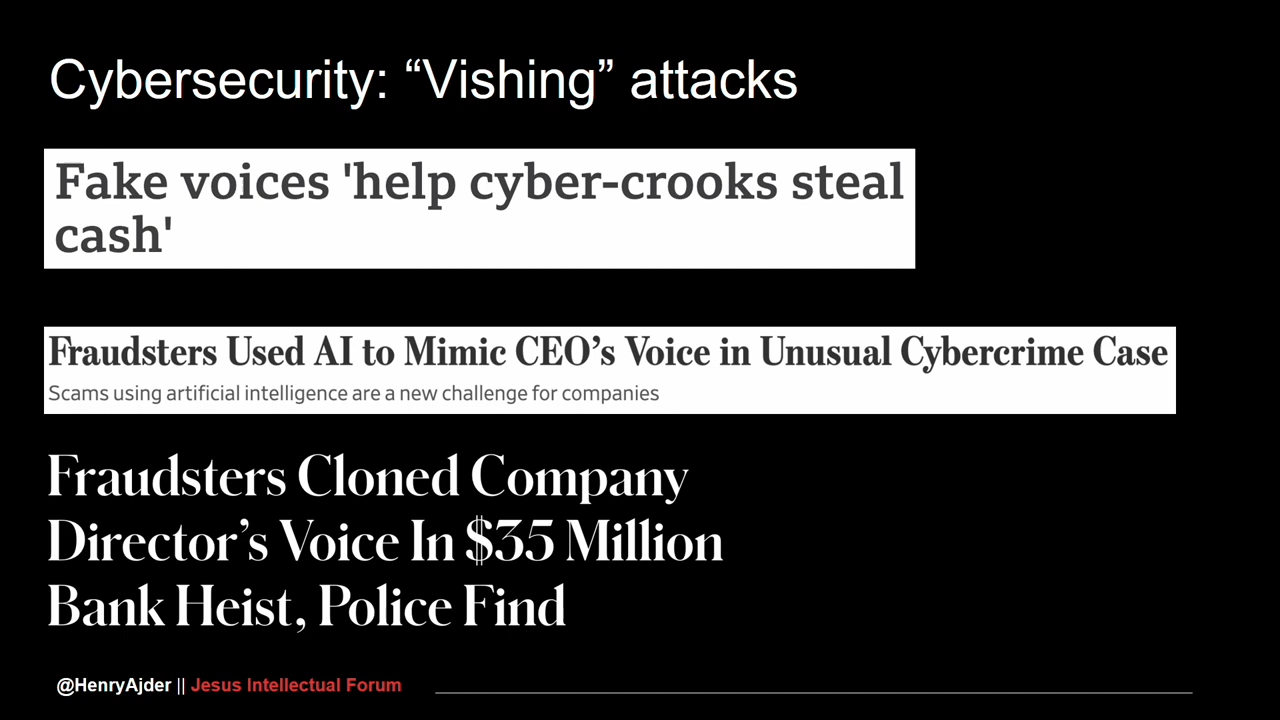 Cybersecurity: “Vishing” attacks
Fake voices 'help cyber-crooks steal
cash'
Fraudsters Used AI to Mimic CEO’s Voice in Unusual Cybercrime Case
Scams using artificial intelligence are a new challenge for companies
Fraudsters Cloned Company
Director’s Voice In $35 Million
Bank Heist, Police Find
@HenryAjder || Jesus Intellectual Forum